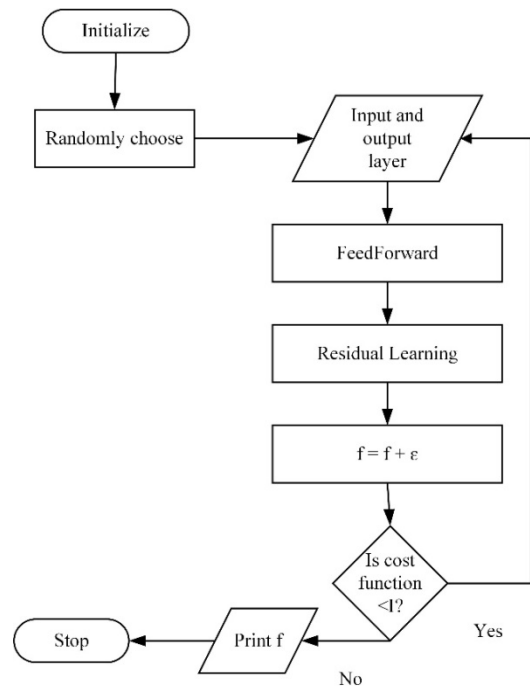 Initialize
Randomly choose
Input and
output
layer
FeedForward
Residual Learning
f = f + ε
Is cost
function
<I?
Yes
No
Print f
Stop